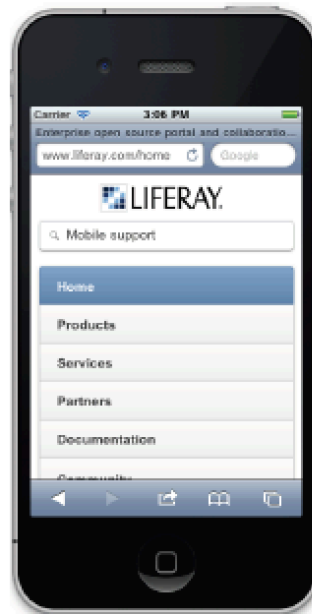 Carrier 3:06 PM
Enterprise open source portal and collaboratio...
www.liferay.com/home Google
LIFERAY.
Mobile support
Home
Products
Services
Partners
Documentation
Community